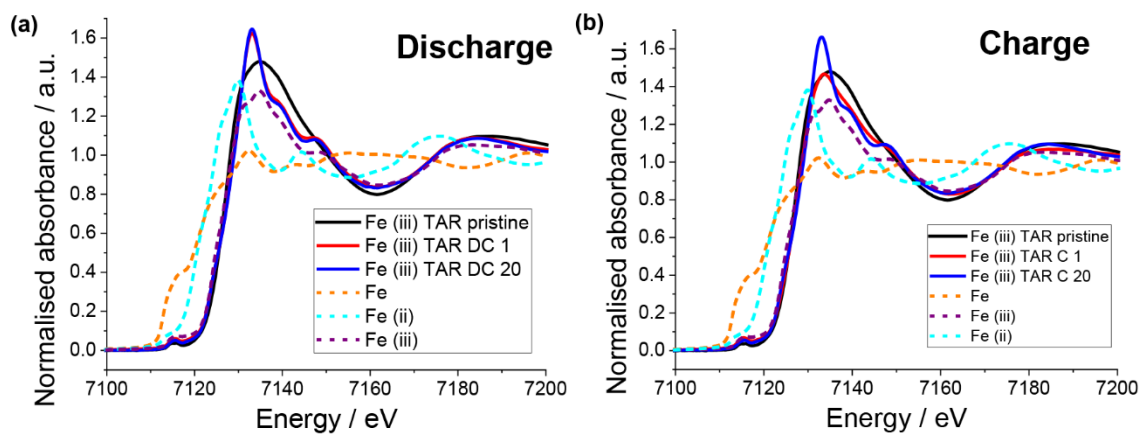 (a)
Discharge
Normalised absorbance / a.u.
1.6
1.4
1.2
1.0
0.8
0.6
0.4
0.2
0.0
Fe (iii) TAR pristine
Fe (iii) TAR DC 1
Fe (iii) TAR DC 20
Fe
Fe (ii)
Fe (iii)
7100 7120 7140 7160 7180 7200
Energy / eV
(b)
Charge
Normalised absorbance / a.u.
1.6
1.4
1.2
1.0
0.8
0.6
0.4
0.2
0.0
Fe (iii) TAR pristine
Fe (iii) TAR C 1
Fe (iii) TAR C 20
Fe
Fe (iii)
Fe (ii)
7100 7120 7140 7160 7180 7200
Energy / eV